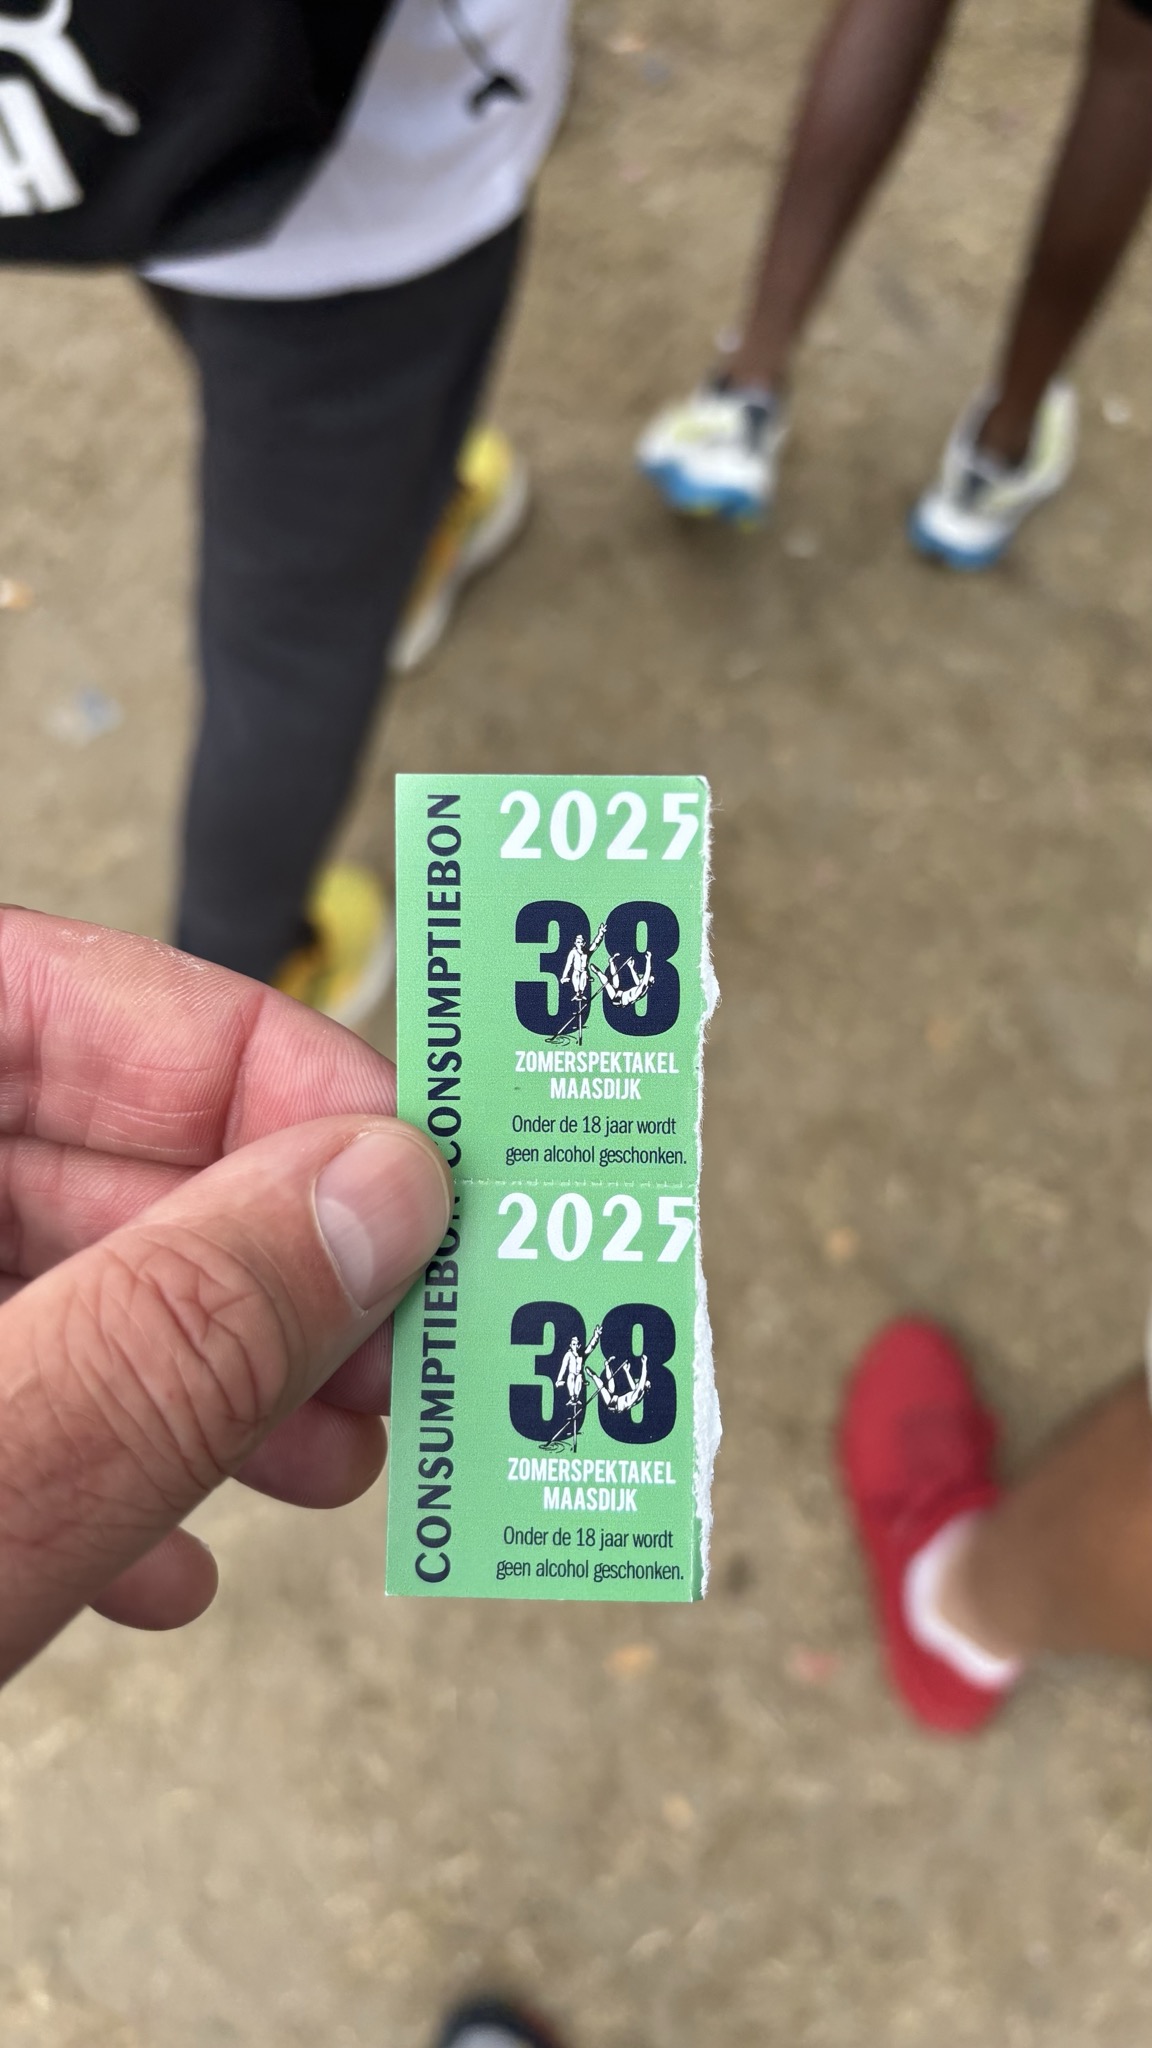 CONSUMPTIEBON
2025
38
ZOMERSPEKTAKEL
MAASDIJK
Onder de 18 jaar wordt
geen alcohol geschonken.
CONSUMPTIEBON
2025
38
ZOMERSPEKTAKEL
MAASDIJK
Onder de 18 jaar wordt
geen alcohol geschonken.